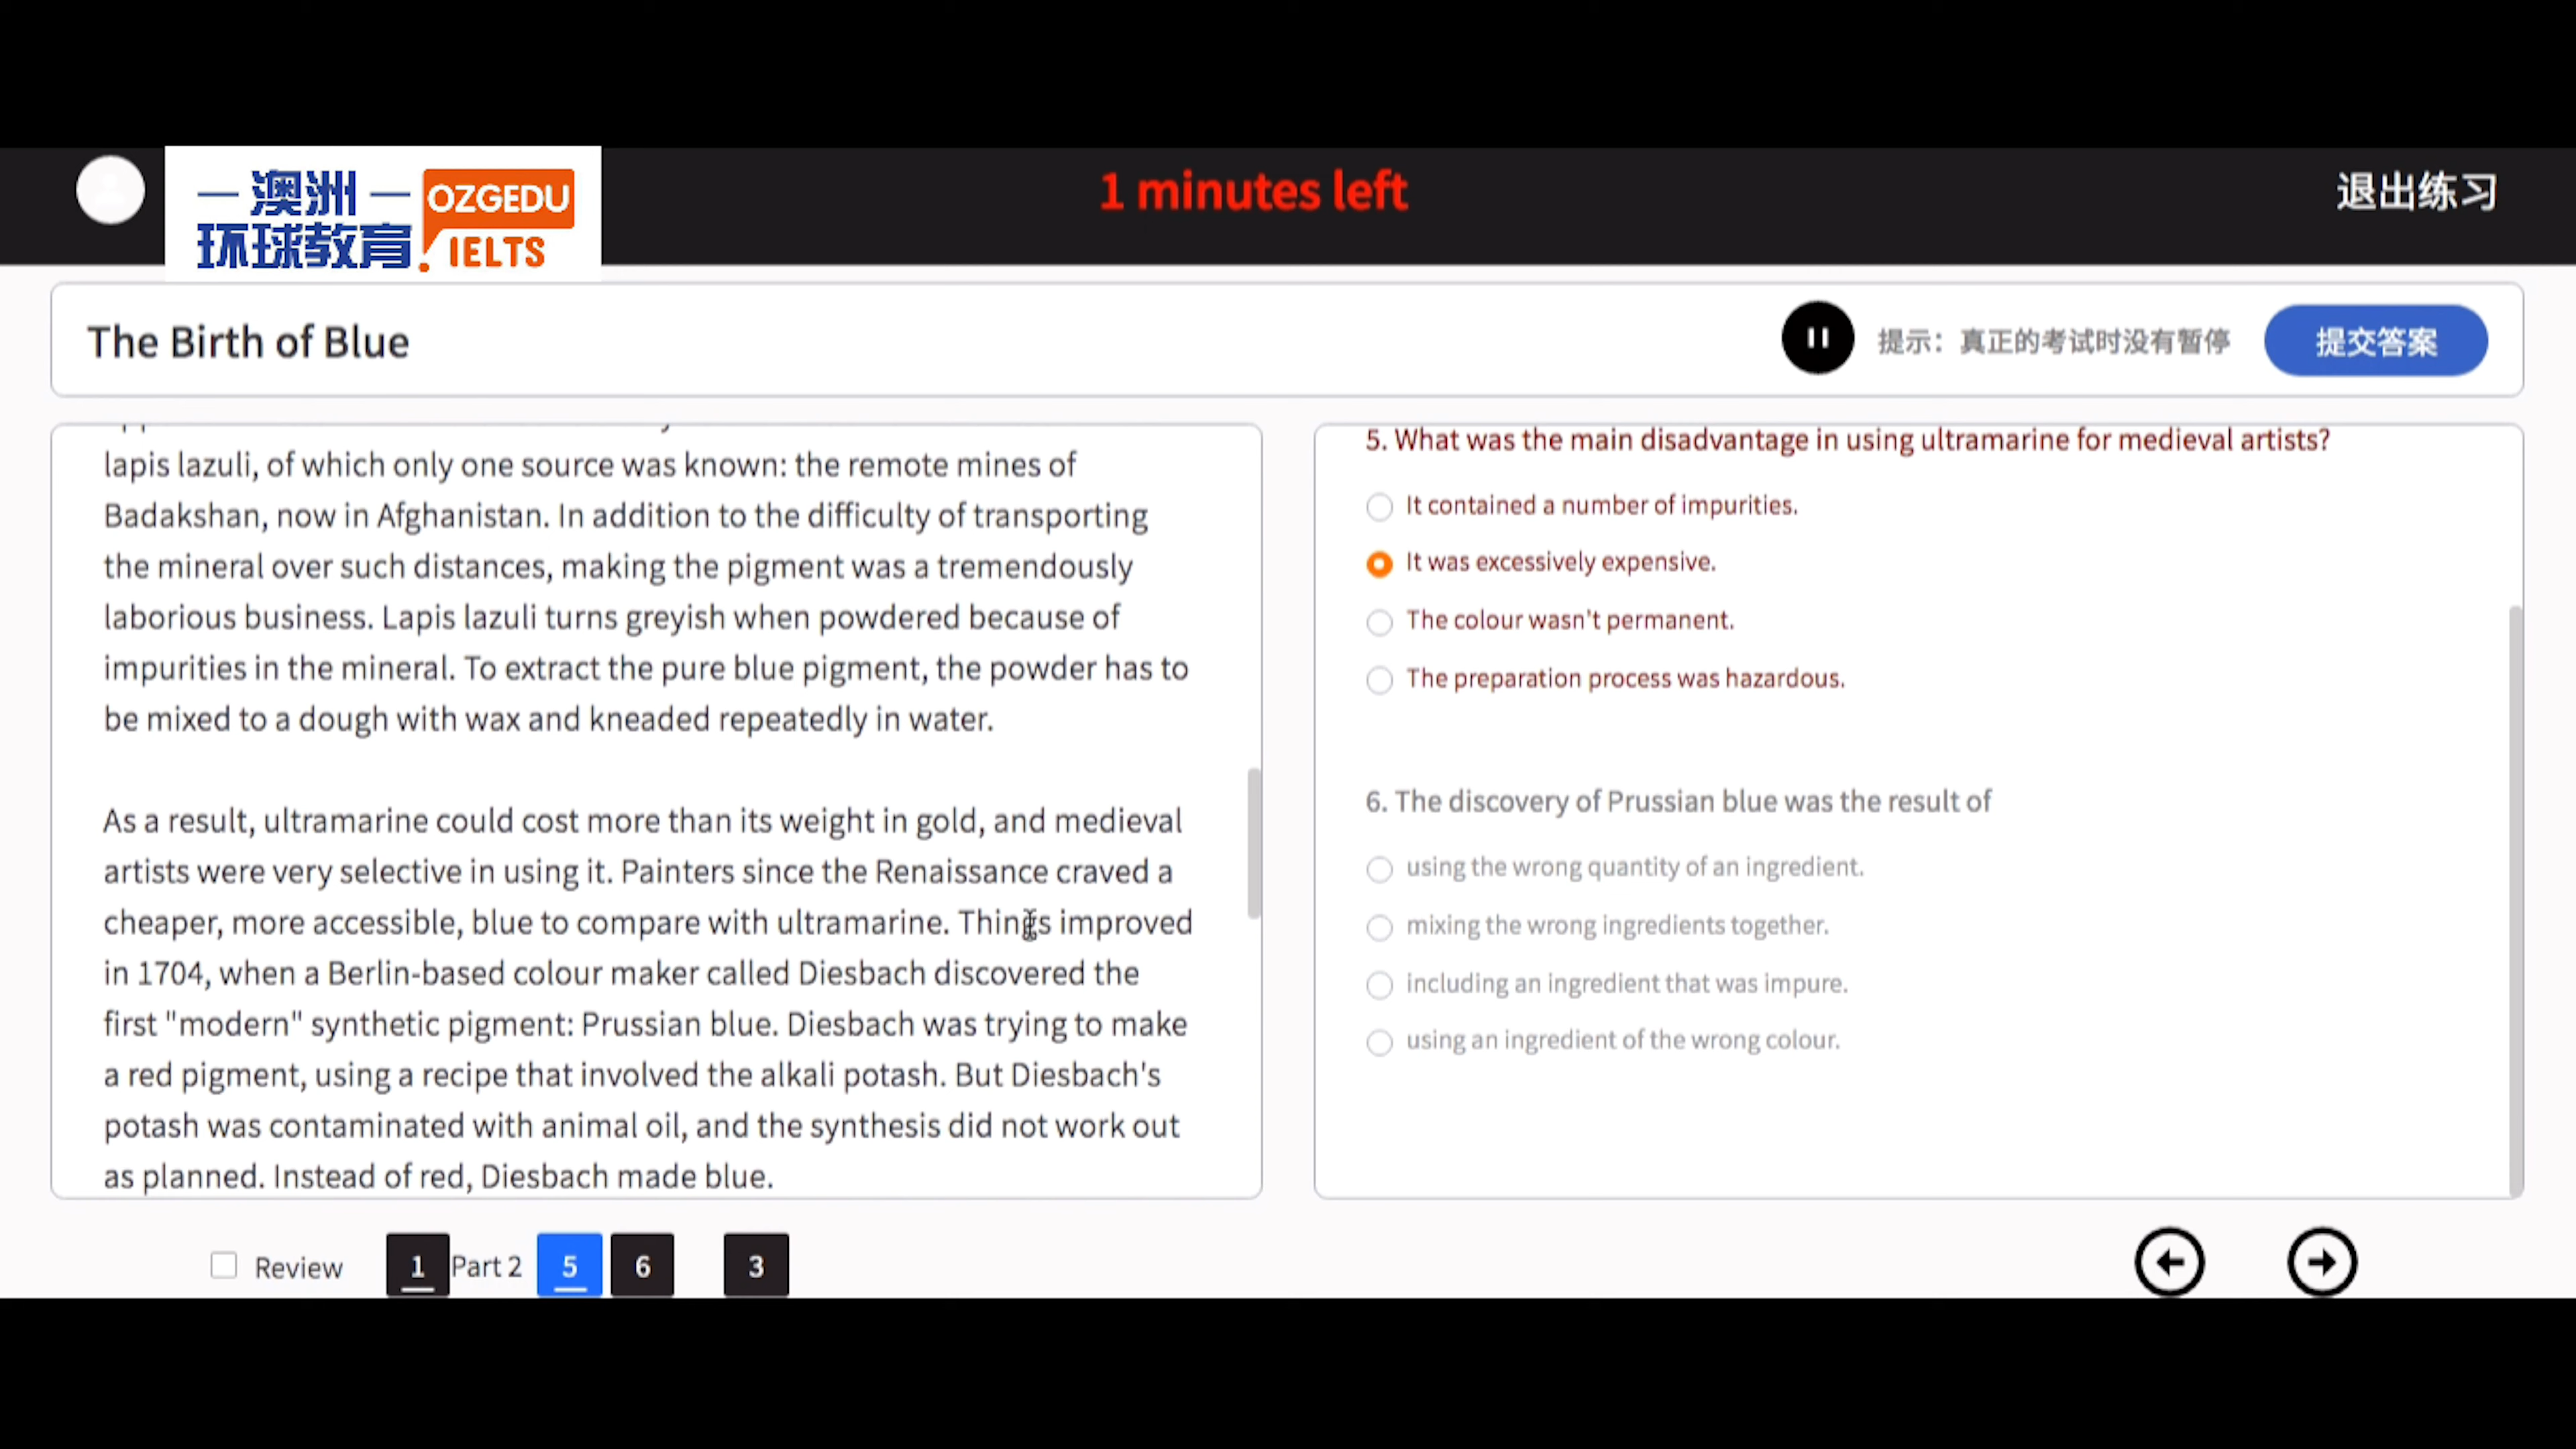 一 澳洲 一
环球教育
OZGEDU
IELTS
1 minutes left
退出练习
The Birth of Blue
提示：真正的考试时没有暂停
提交答案
lapis lazuli, of which only one source was known: the remote mines of
Badakshan, now in Afghanistan. In addition to the difficulty of transporting
the mineral over such distances, making the pigment was a tremendously
laborious business. Lapis lazuli turns greyish when powdered because of
impurities in the mineral. To extract the pure blue pigment, the powder has to
be mixed to a dough with wax and kneaded repeatedly in water.
As a result, ultramarine could cost more than its weight in gold, and medieval
artists were very selective in using it. Painters since the Renaissance craved a
cheaper, more accessible, blue to compare with ultramarine. Things improved
in 1704, when a Berlin-based colour maker called Diesbach discovered the
first "modern" synthetic pigment: Prussian blue. Diesbach was trying to make
a red pigment, using a recipe that involved the alkali potash. But Diesbach's
potash was contaminated with animal oil, and the synthesis did not work out
as planned. Instead of red, Diesbach made blue.
5. What was the main disadvantage in using ultramarine for medieval artists?
It contained a number of impurities.
It was excessively expensive.
The colour wasn't permanent.
The preparation process was hazardous.
6. The discovery of Prussian blue was the result of
using the wrong quantity of an ingredient.
mixing the wrong ingredients together.
including an ingredient that was impure.
using an ingredient of the wrong colour.
Review 1 Part 2 5 6 3